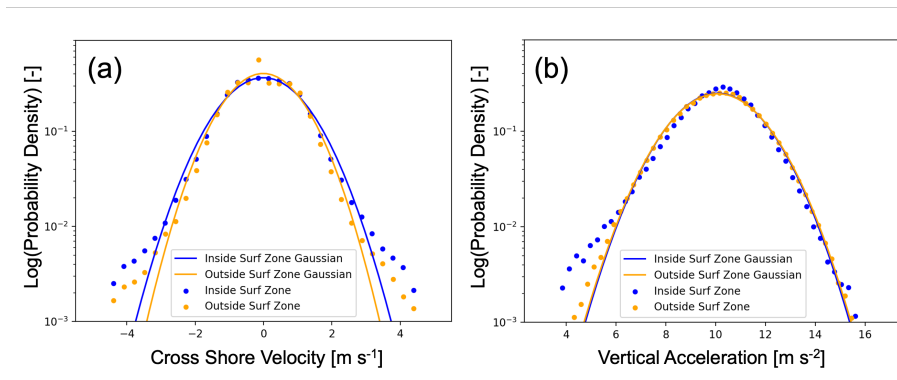 (a)
Log(Probability Density) [-]
10⁻¹
10⁻²
10⁻³
Inside Surf Zone Gaussian
Outside Surf Zone Gaussian
Inside Surf Zone
Outside Surf Zone
−4 −2 0 2 4
Cross Shore Velocity [m s⁻¹]
(b)
Log(Probability Density) [-]
10⁻¹
10⁻²
10⁻³
Inside Surf Zone Gaussian
Outside Surf Zone Gaussian
Inside Surf Zone
Outside Surf Zone
4 6 8 10 12 14 16
Vertical Acceleration [m s⁻²]